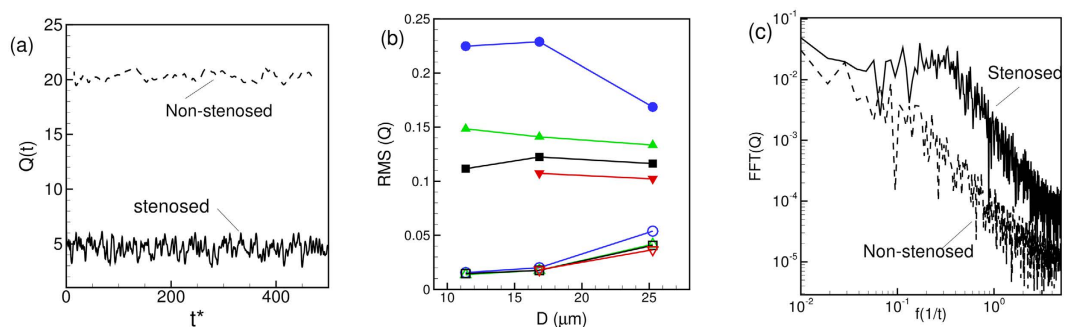 (a)
25
20
15
10
5
0
Q(t)
Non-stenosed
stenosed
0
200
400
t*
(b)
0.25
0.2
0.15
0.1
0.05
0
RMS (Q)
10
15
20
25
D (μm)
(c)
10⁻¹
10⁻²
10⁻³
10⁻⁴
10⁻⁵
FFT(Q)
Stenosed
Non-stenosed
10⁻²
10⁻¹
10⁰
f(1/t)